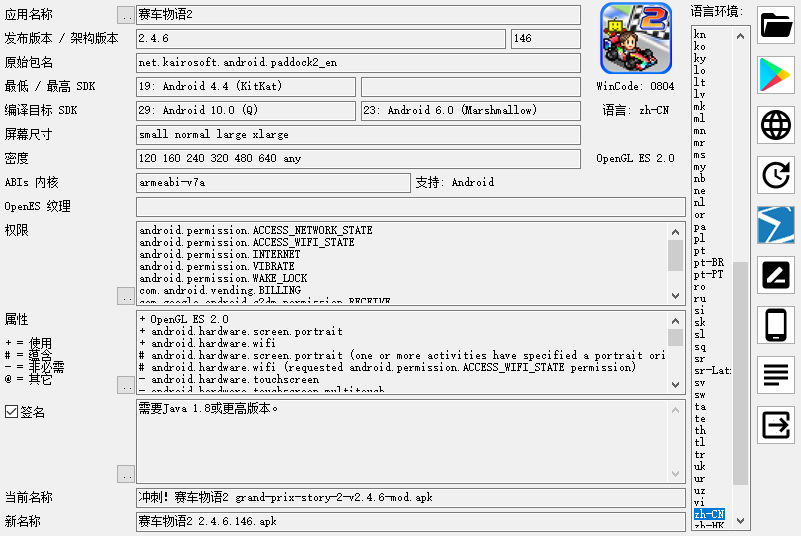 应用名称
..
赛车物语2
发布版本 / 架构版本
2.4.6
146
原始包名
net.kairosoft.android.paddock2_en
最低 / 最高 SDK
19: Android 4.4 (KitKat)
编译目标 SDK
29: Android 10.0 (Q)
23: Android 6.0 (Marshmallow)
屏幕尺寸
small normal large xlarge
密度
120 160 240 320 480 640 any
ABIs 内核
armeabi-v7a
支持: Android
OpenES 纹理
权限
android.permission.ACCESS_NETWORK_STATE
android.permission.ACCESS_WIFI_STATE
android.permission.INTERNET
android.permission.VIBRATE
android.permission.WAKE_LOCK
com.android.vending.BILLING
com.google.android.c2dm.permission.RECEIVE
..
属性
+ = 使用
# = 蕴含
- = 非必需
@ = 其它
+ OpenGL ES 2.0
+ android.hardware.screen.portrait
+ android.hardware.wifi
# android.hardware.screen.portrait (one or more activities have specified a portrait ori
# android.hardware.wifi (requested android.permission.ACCESS_WIFI_STATE permission)
- android.hardware.touchscreen
- android.hardware.touchscreen.multitouch
..
签名
需要Java 1.8或更高版本。
..
当前名称
冲刺! 赛车物语2 grand-prix-story-2-v2.4.6-mod.apk
新名称
赛车物语2 2.4.6.146.apk
2
WinCode: 0804
语言: zh-CN
OpenGL ES 2.0
语言环境:
kn
ko
ky
lo
lt
lv
mk
ml
mn
mr
ms
my
nb
ne
nl
or
pa
pl
pt
pt-BR
pt-PT
ro
ru
si
sk
sl
sq
sr
sr-Lat
sv
sw
ta
te
th
tl
tr
uk
ur
uz
vi
zh-CN
zh-HK